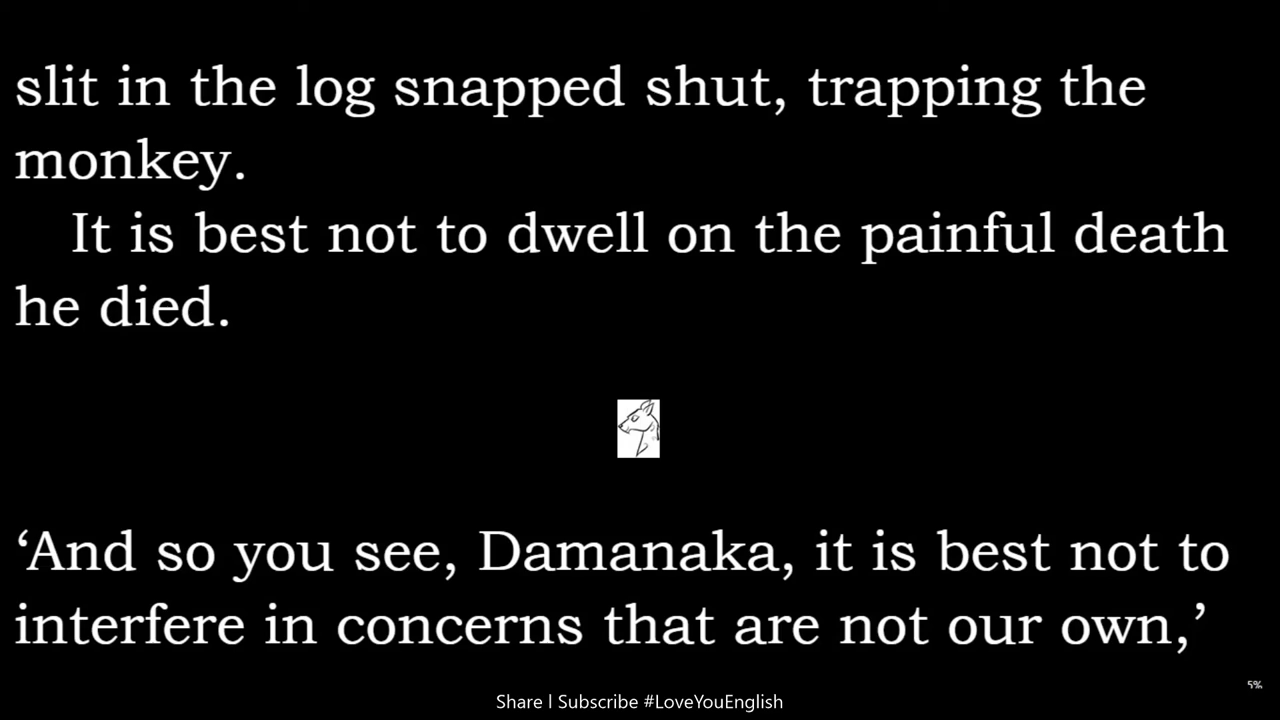 slit in the log snapped shut, trapping the
monkey.
It is best not to dwell on the painful death
he died.
‘And so you see, Damanaka, it is best not to
interfere in concerns that are not our own,’
5%
Share | Subscribe #LoveYouEnglish